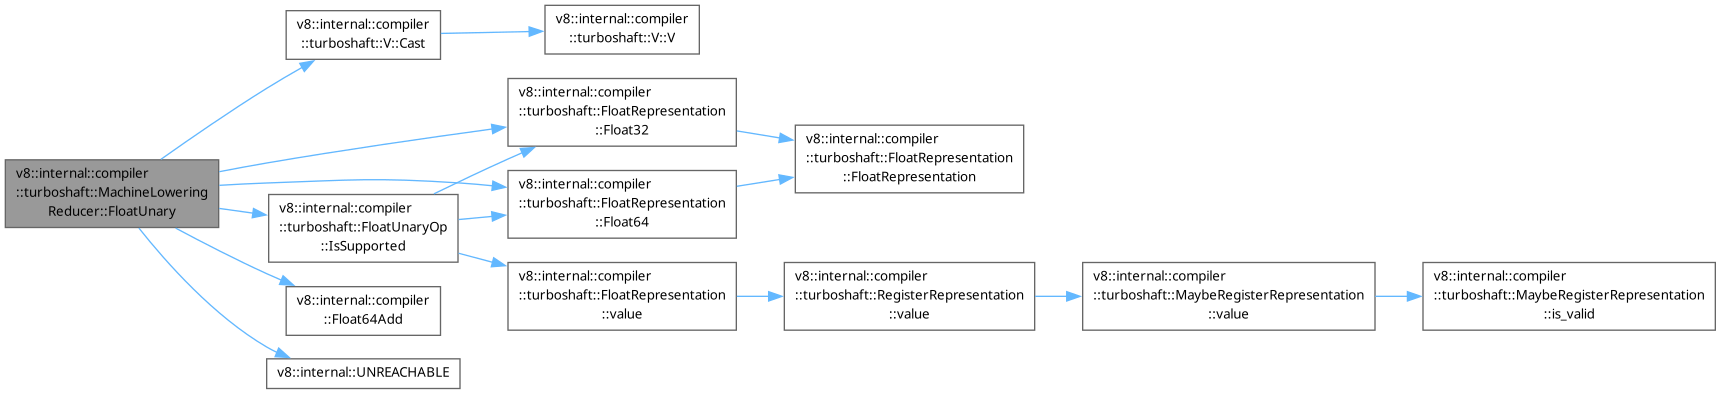 v8::internal::compiler
::turboshaft::V::Cast
v8::internal::compiler
::turboshaft::V::V
v8::internal::compiler
::turboshaft::FloatRepresentation
::Float32
v8::internal::compiler
::turboshaft::FloatRepresentation
::FloatRepresentation
v8::internal::compiler
::turboshaft::MachineLowering
Reducer::FloatUnary
v8::internal::compiler
::turboshaft::FloatRepresentation
::Float64
v8::internal::compiler
::turboshaft::FloatUnaryOp
::IsSupported
v8::internal::compiler
::turboshaft::FloatRepresentation
::value
v8::internal::compiler
::turboshaft::RegisterRepresentation
::value
v8::internal::compiler
::turboshaft::MaybeRegisterRepresentation
::value
v8::internal::compiler
::turboshaft::MaybeRegisterRepresentation
::is_valid
v8::internal::compiler
::Float64Add
v8::internal::UNREACHABLE